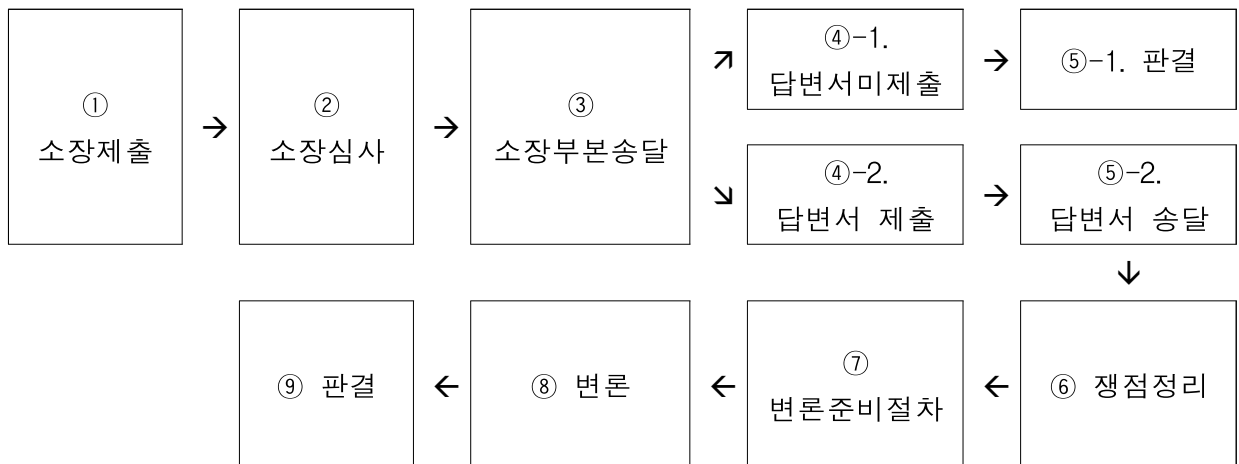 ①
소장제출
→
②
소장심사
→
③
소장부본송달
↗
④-1.
답변서미제출
→
⑤-1. 판결
↘
④-2.
답변서 제출
→
⑤-2.
답변서 송달
↓
⑥ 쟁점정리
←
⑦
변론준비절차
←
⑧ 변론
←
⑨ 판결